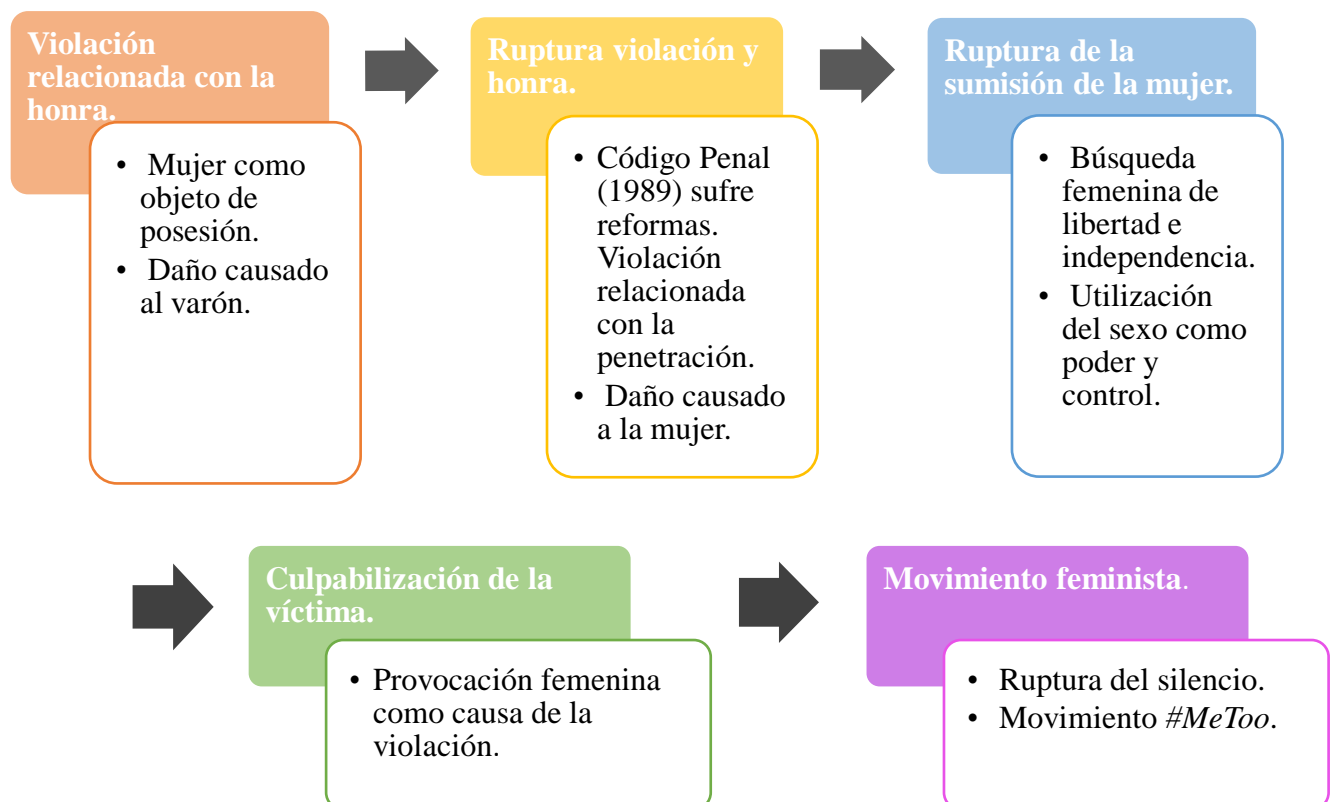 Violación
relacionada con la
honra.
• Mujer como
objeto de
posesión.
• Daño causado
al varón.
Ruptura violación y
honra.
• Código Penal
(1989) sufre
reformas.
Violación
relacionada
con la
penetración.
• Daño causado
a la mujer.
Ruptura de la
sumisión de la mujer.
• Búsqueda
femenina de
libertad e
independencia.
• Utilización
del sexo como
poder y
control.
Culpabilización de la
víctima.
• Provocación femenina
como causa de la
violación.
Movimiento feminista.
• Ruptura del silencio.
• Movimiento #MeToo.